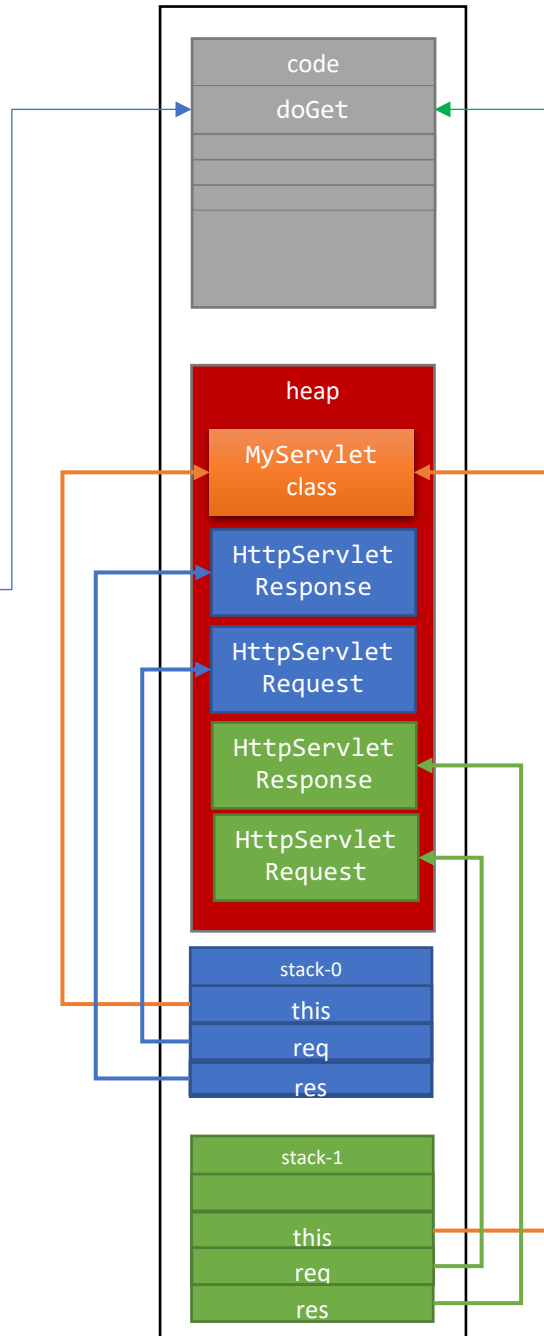 code
doGet
heap
MyServlet
class
HttpServlet
Response
HttpServlet
Request
HttpServlet
Response
HttpServlet
Request
stack-0
this
req
res
stack-1
this
req
res